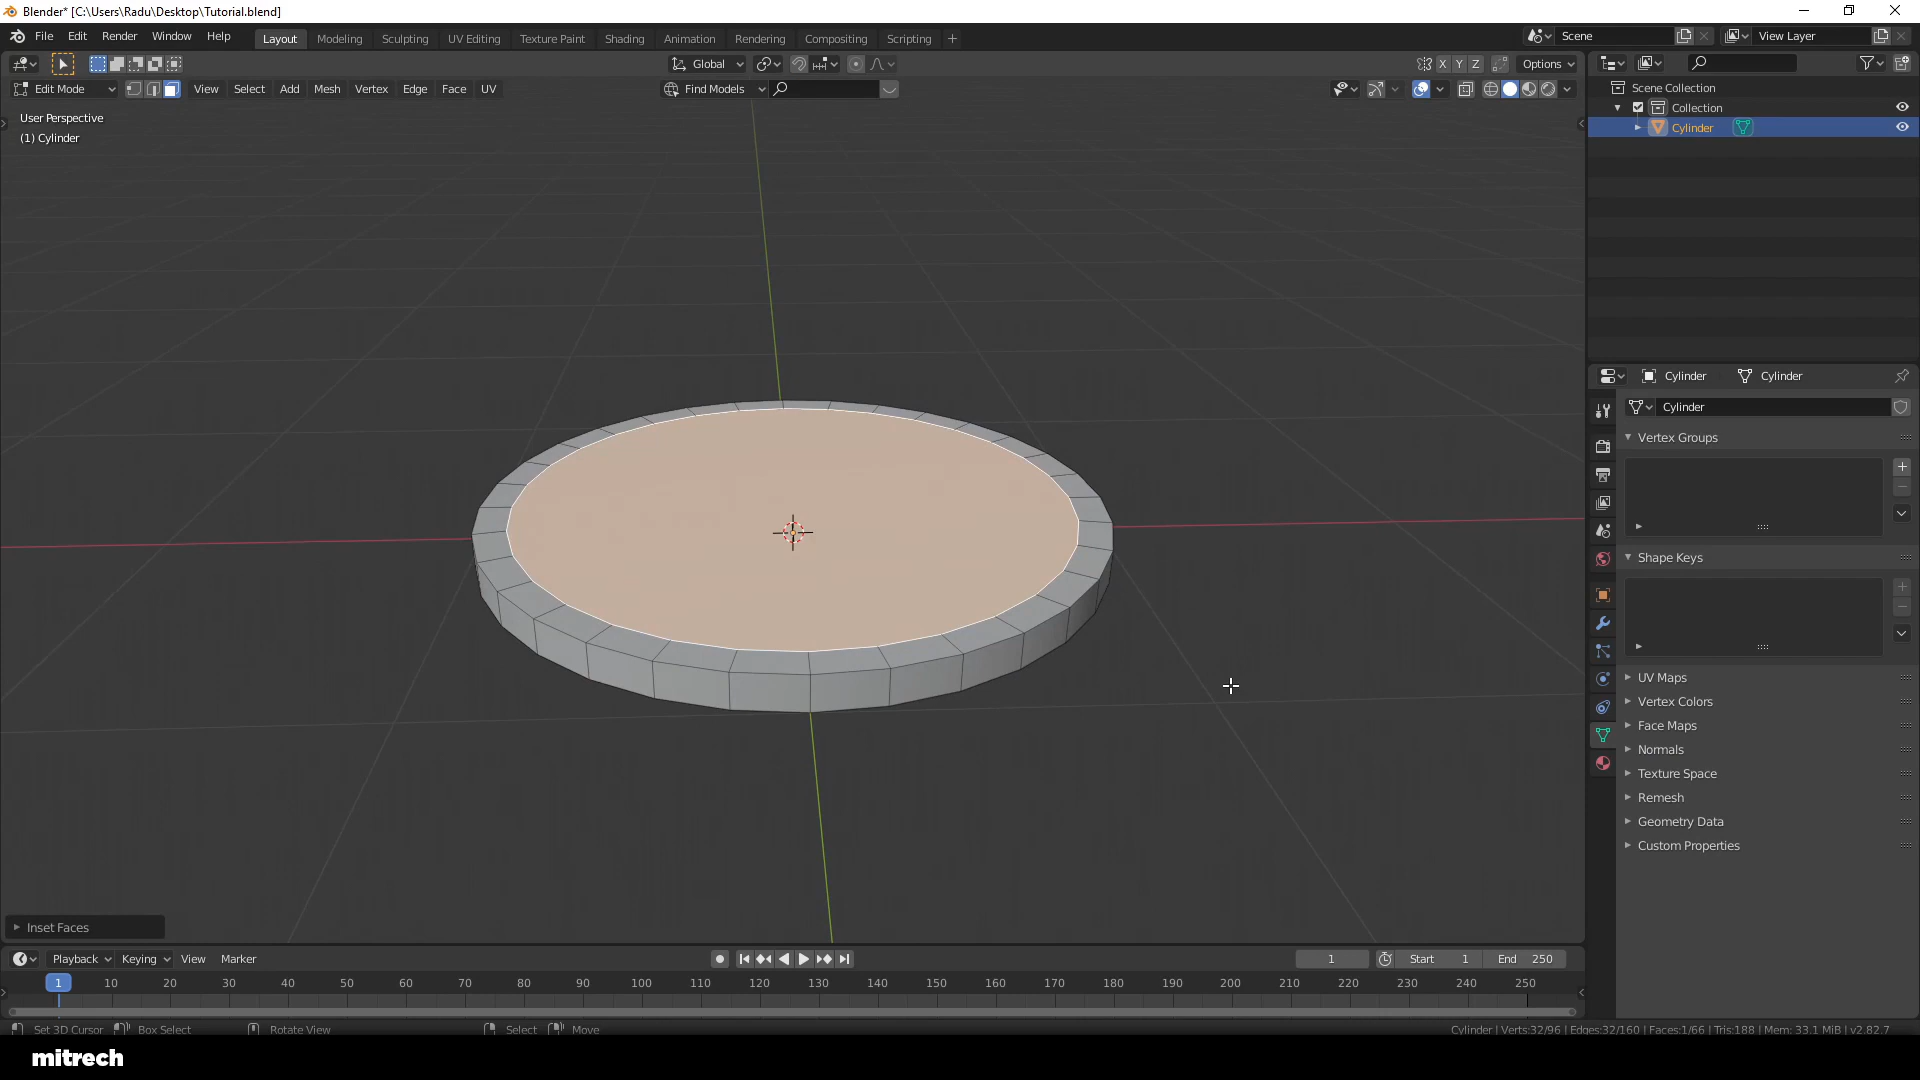 Blender* [C:\Users\Radu\Desktop\Tutorial.blend]
File Edit Render Window Help
Layout Modeling Sculpting UV Editing Texture Paint Shading Animation Rendering Compositing Scripting +
Scene
View Layer
Global
X Y Z
Options
Edit Mode
View Select Add Mesh Vertex Edge Face UV
Find Models
User Perspective
(1) Cylinder
Scene Collection
Collection
Cylinder
Cylinder
Cylinder
Cylinder
Vertex Groups
Shape Keys
UV Maps
Vertex Colors
Face Maps
Normals
Texture Space
Remesh
Geometry Data
Custom Properties
Inset Faces
Playback Keying View Marker
1
Start 1
End 250
1 10 20 30 40 50 60 70 80 90 100 110 120 130 140 150 160 170 180 190 200 210 220 230 240 250
Set 3D Cursor Box Select Rotate View Select Move
Cylinder | Verts:32/96 | Edges:32/160 | Faces:1/66 | Tris:188 | Mem: 33.1 MiB | v2.82.7
mitrech